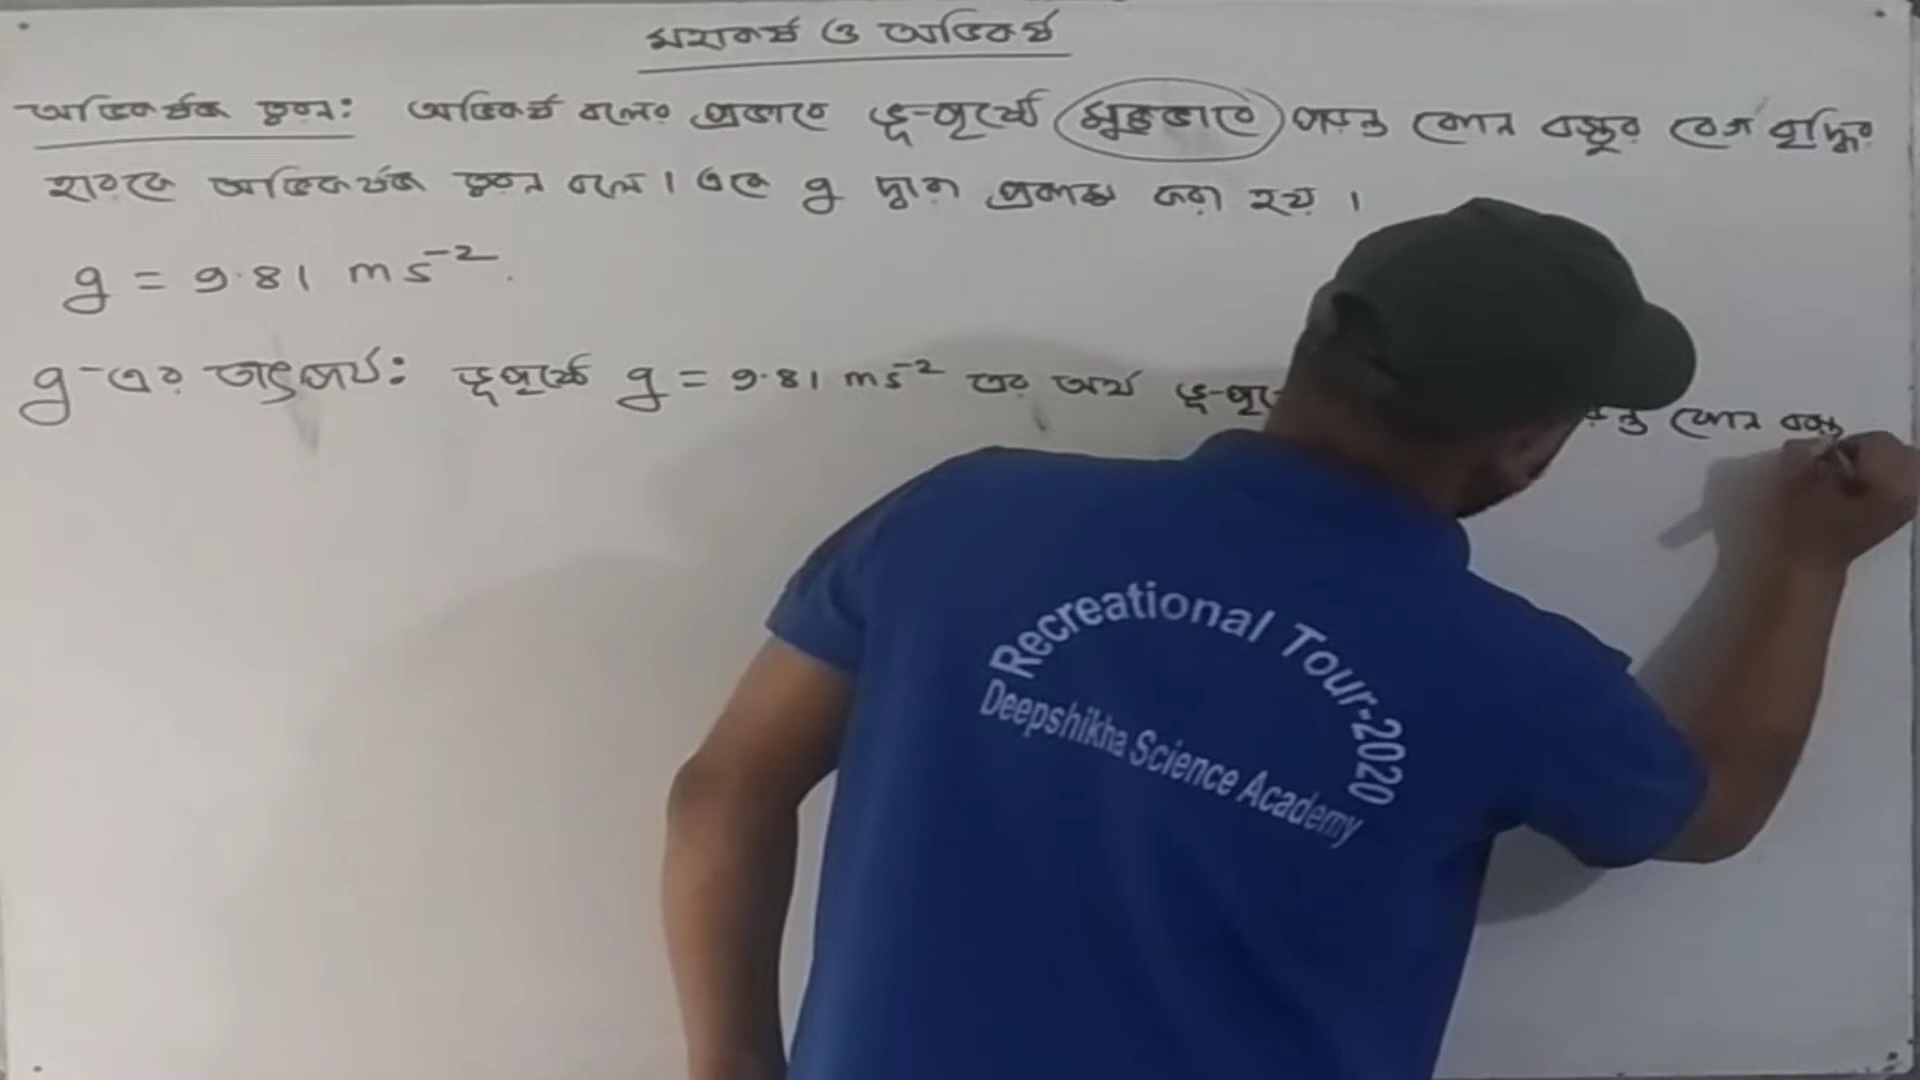 মহাকর্ষ ও অভিকর্ষ
অভিকর্ষজ ত্বরণ: অভিকর্ষ বলের প্রভাবে ভূ-পৃষ্ঠে মুক্তভাবে পড়ন্ত কোন বস্তুর বেগ বৃদ্ধির
হারকে অভিকর্ষজ ত্বরণ বলে। একে g দ্বারা প্রকাশ করা হয়।
g = 9.81 ms⁻².
g-এর তাৎপর্য: ভূপৃষ্ঠে g = 9.81 ms⁻² এর অর্থ ভূ-পৃ কোন বস্তু
Recreational Tour-2020
Deepshikha Science Academy